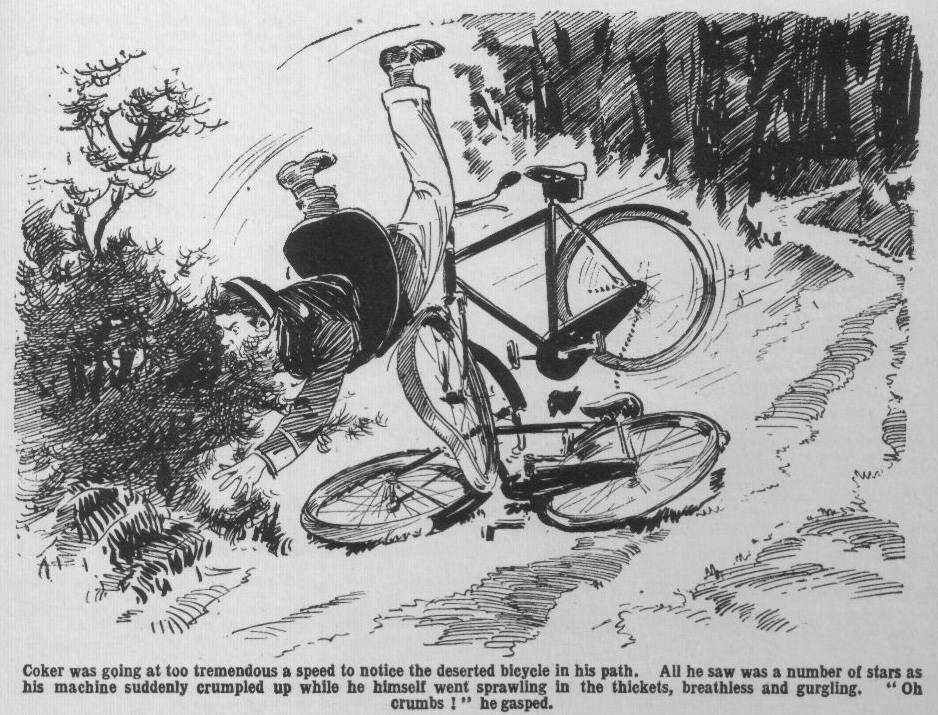 Coker was going at too tremendous a speed to notice the deserted bicycle in his path. All he saw was a number of stars as
his machine suddenly crumpled up while he himself went sprawling in the thickets, breathless and gurgling. “ Oh
crumbs ! ” he gasped.